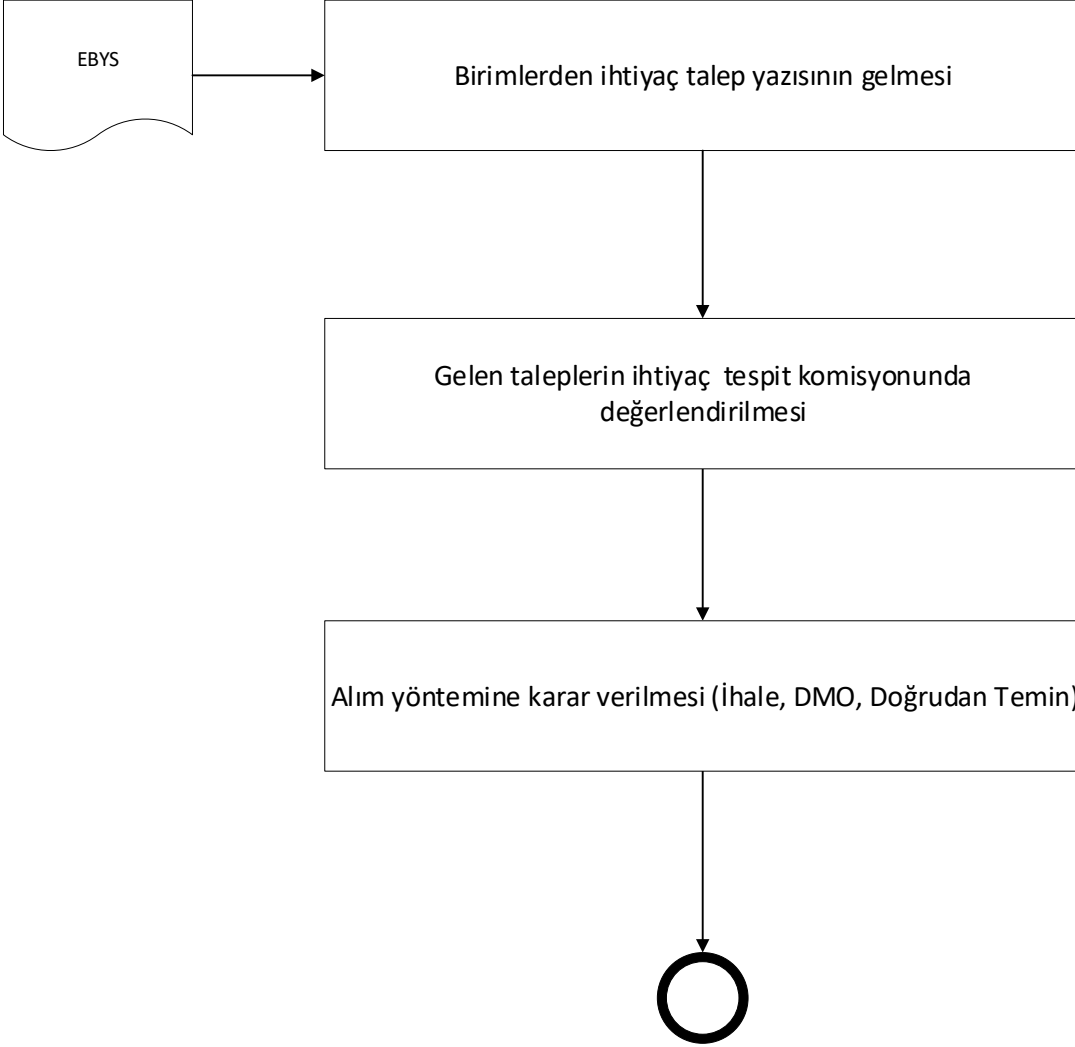 EBYS
Birimlerden ihtiyaç talep yazısının gelmesi
Gelen taleplerin ihtiyaç  tespit komisyonunda
değerlendirilmesi
Alım yöntemine karar verilmesi (İhale, DMO, Doğrudan Temin)